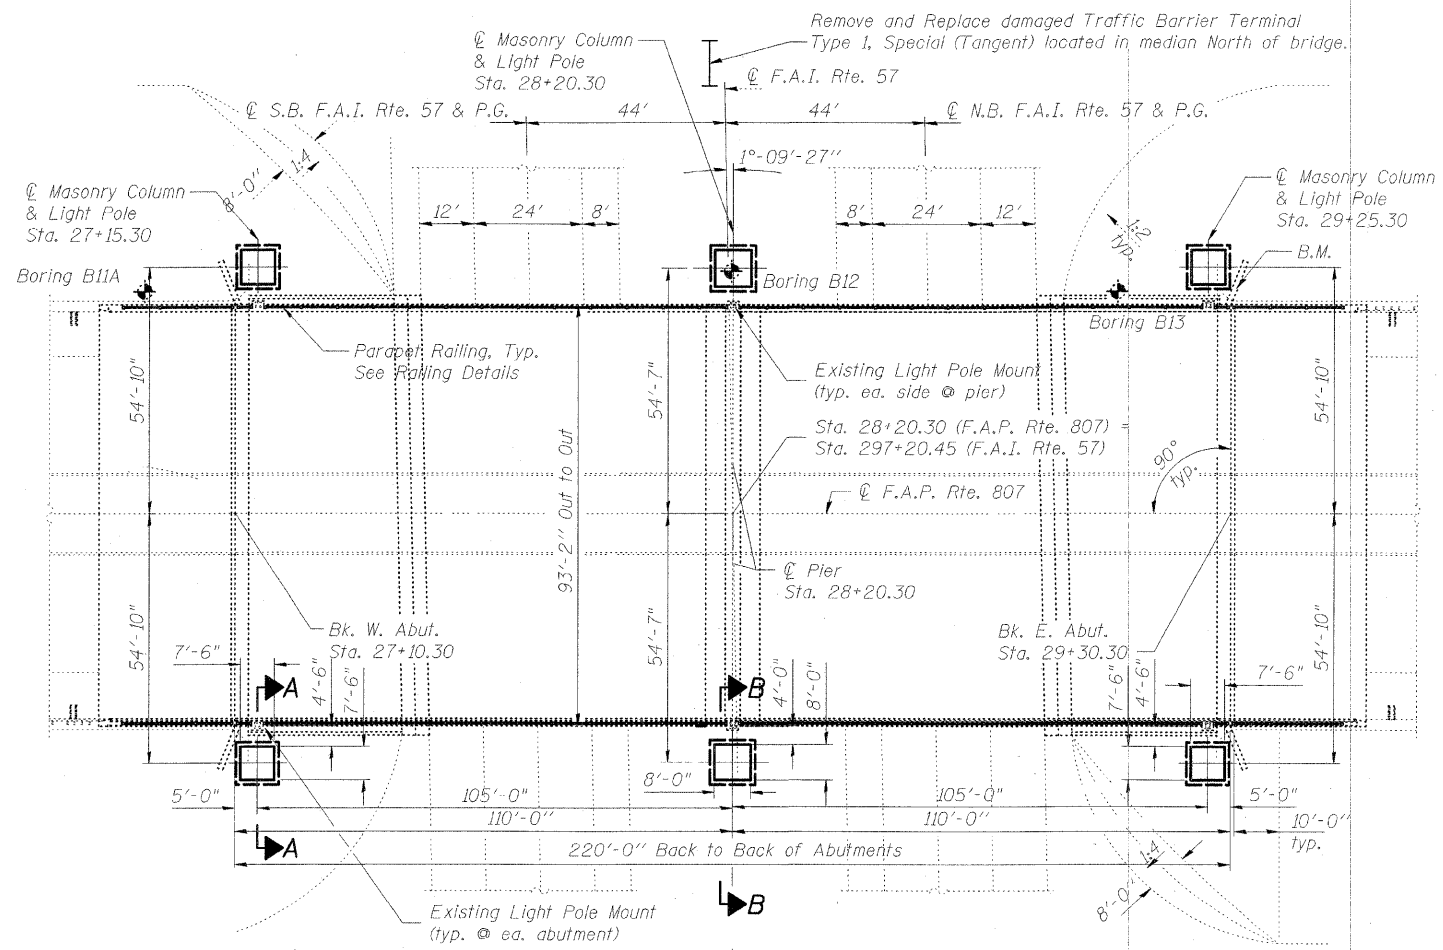 Remove and Replace damaged Traffic Barrier Terminal
Type 1, Special (Tangent) located in median North of bridge.
℄ Masonry Column
& Light Pole
Sta. 28+20.30
℄ F.A.I. Rte. 57
℄ S.B. F.A.I. Rte. 57 & P.G.
44'
44'
℄ N.B. F.A.I. Rte. 57 & P.G.
1°-09'-27"
1:4
8'-0"
℄ Masonry Column
& Light Pole
Sta. 27+15.30
℄ Masonry Column
& Light Pole
Sta. 29+25.30
12'
24'
8'
8'
24'
12'
1:2
typ.
B.M.
Boring B11A
Boring B12
Boring B13
Parapet Railing, Typ.
See Railing Details
Existing Light Pole Mount
(typ. ea. side @ pier)
54'-10"
54'-7"
54'-10"
93'-2" Out to Out
Sta. 28+20.30 (F.A.P. Rte. 807) =
Sta. 297+20.45 (F.A.I. Rte. 57)
90°
typ.
℄ F.A.P. Rte. 807
℄ Pier
Sta. 28+20.30
54'-10"
54'-7"
54'-10"
Bk. W. Abut.
Sta. 27+10.30
Bk. E. Abut.
Sta. 29+30.30
7'-6"
A
4'-6"
7'-6"
B
4'-0"
8'-0"
7'-6"
4'-6"
7'-6"
8'-0"
5'-0"
105'-0"
105'-0"
5'-0"
110'-0"
110'-0"
10'-0"
typ.
A
220'-0" Back to Back of Abutments
1:4
8'-0"
B
Existing Light Pole Mount
(typ. @ ea. abutment)